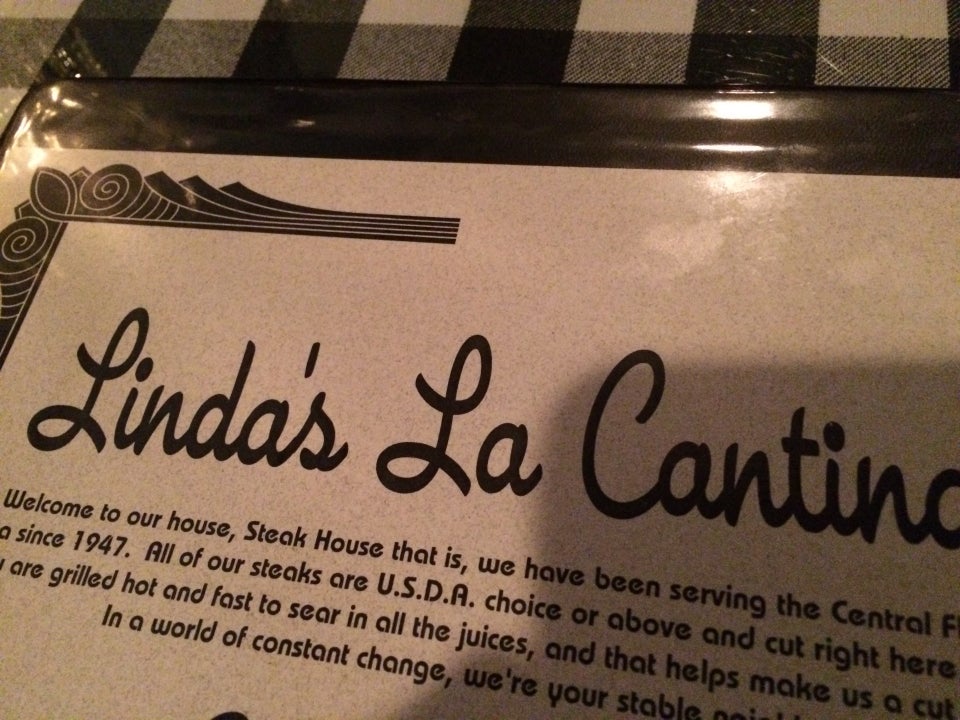 Linda's La Cantina
Welcome to our house, Steak House that is, we have been serving the Central Fl
a since 1947. All of our steaks are U.S.D.A. choice or above and cut right here
are grilled hot and fast to sear in all the juices, and that helps make us a cut
In a world of constant change, we're your stable